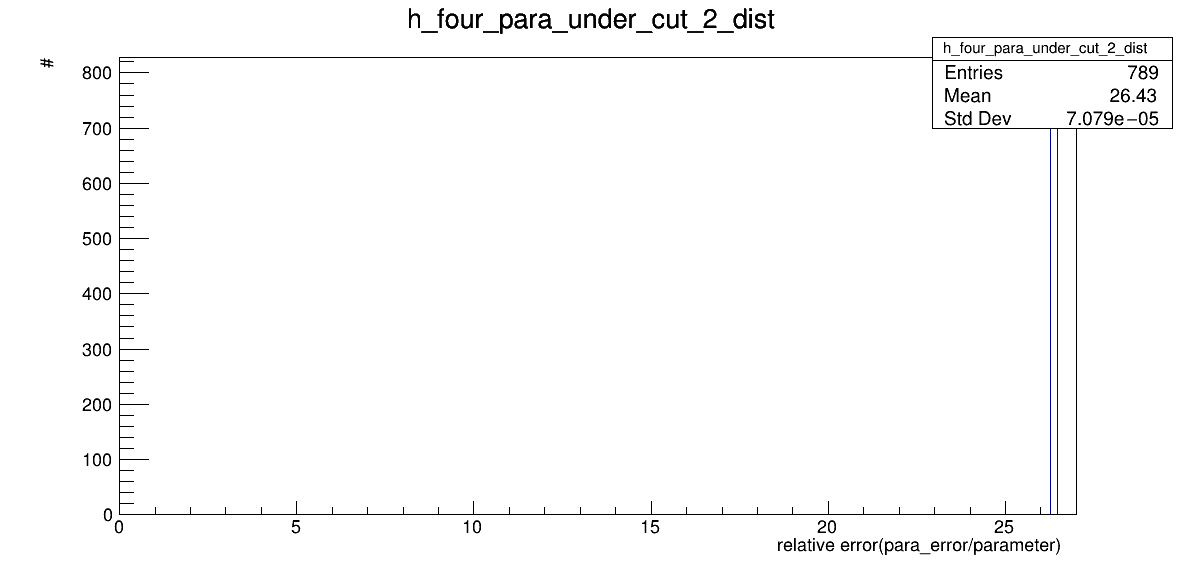 h_four_para_under_cut_2_dist
#
h_four_para_under_cut_2_dist
Entries 789
Mean 26.43
Std Dev 7.079e−05
800
700
600
500
400
300
200
100
0
0 5 10 15 20 25
relative error(para_error/parameter)